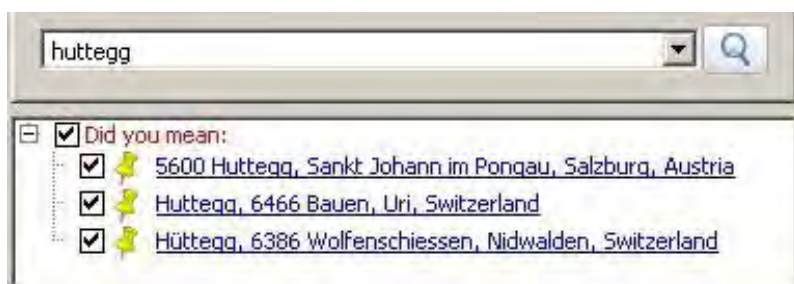 huttegg
Did you mean:
5600 Huttegg, Sankt Johann im Pongau, Salzburg, Austria
Huttegg, 6466 Bauen, Uri, Switzerland
Hüttegg, 6386 Wolfenschiessen, Nidwalden, Switzerland